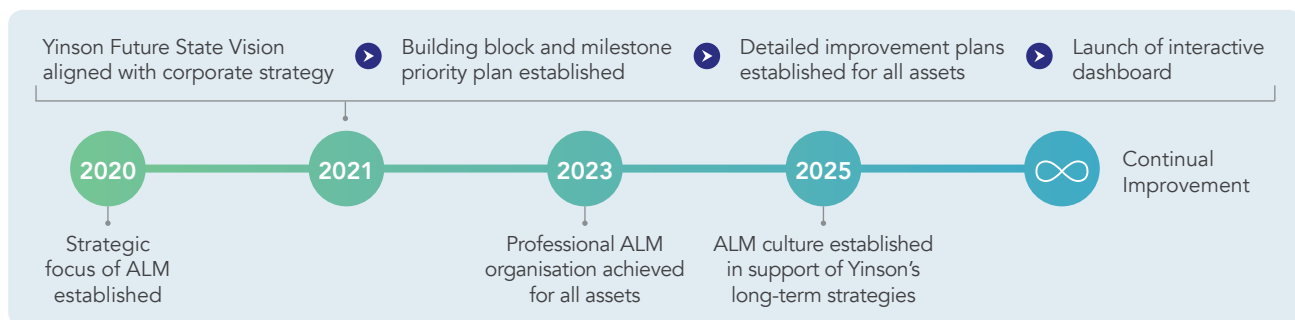 Yinson Future State Vision
aligned with corporate strategy
Building block and milestone
priority plan established
Detailed improvement plans
established for all assets
Launch of interactive
dashboard
2020
2021
2023
2025
Continual
Improvement
Strategic
focus of ALM
established
Professional ALM
organisation achieved
for all assets
ALM culture established
in support of Yinson's
long-term strategies